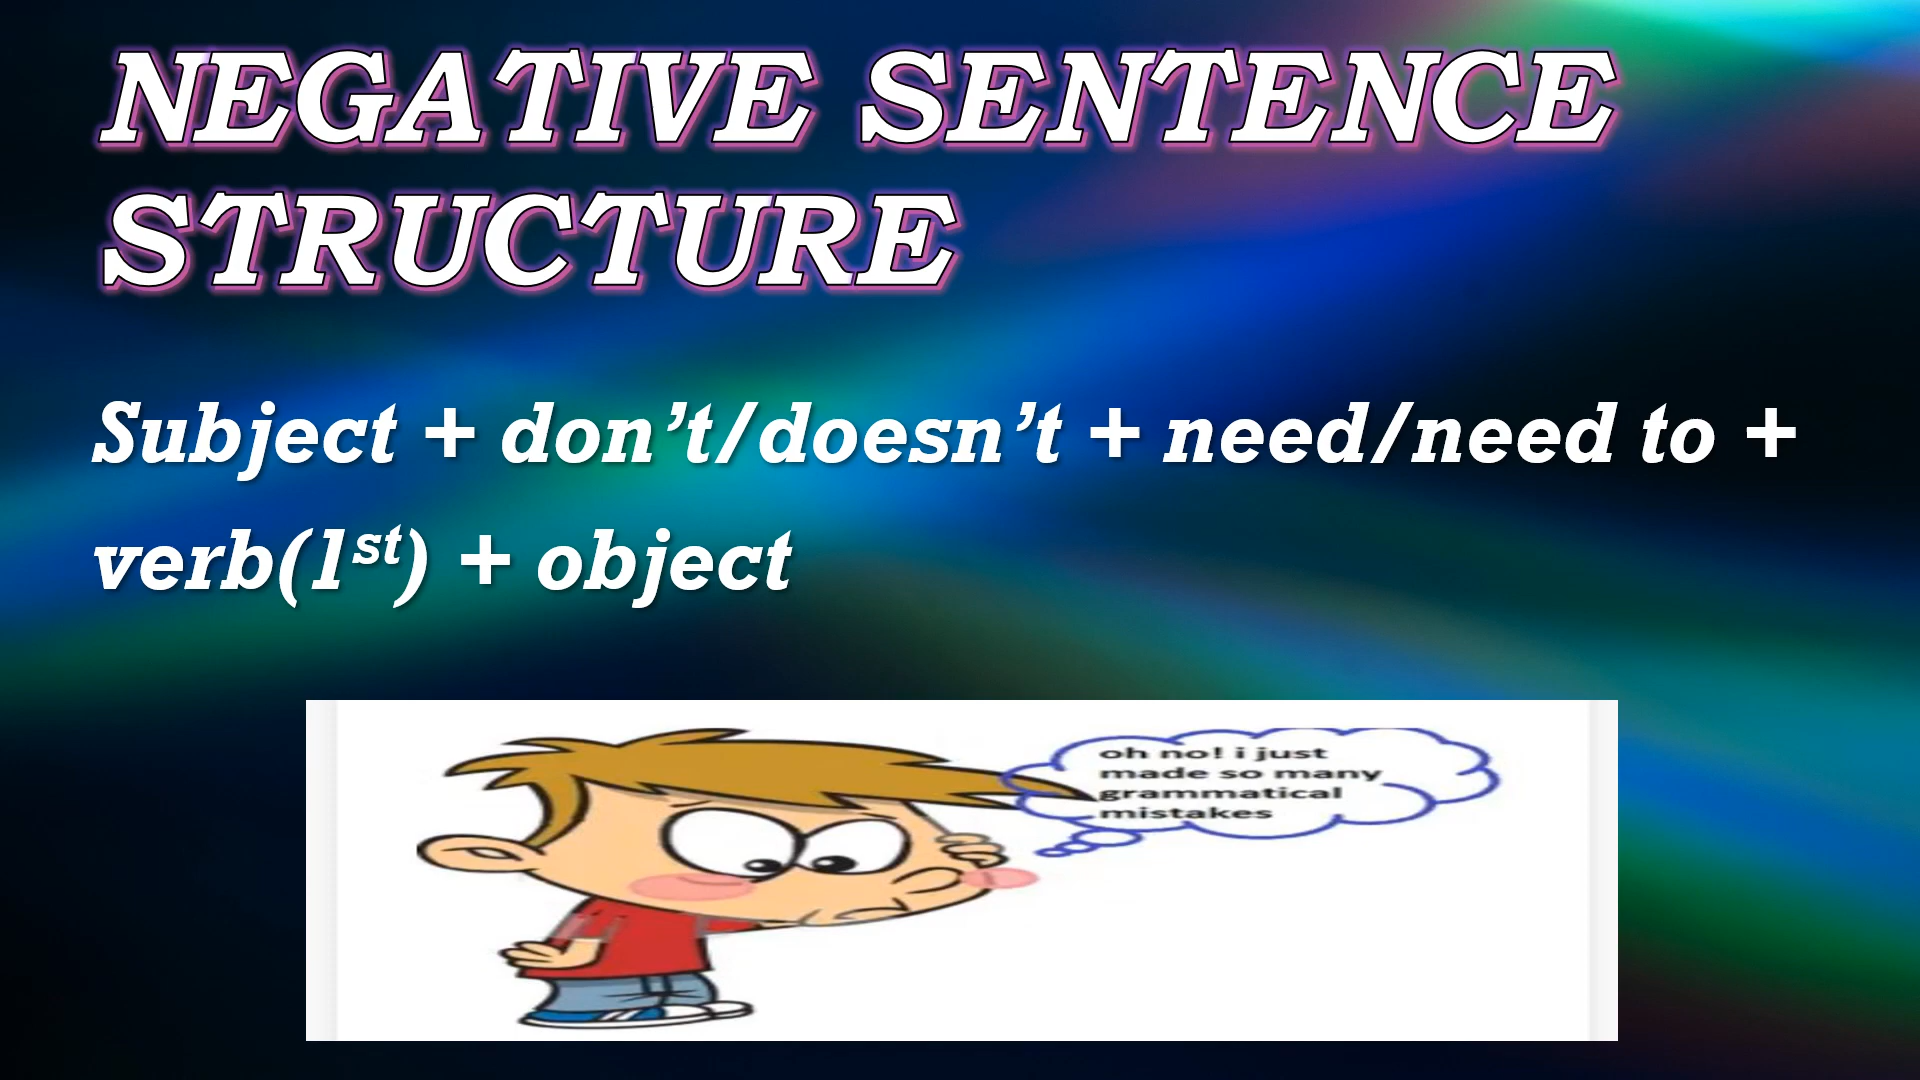 NEGATIVE SENTENCE
STRUCTURE
Subject + don’t/doesn’t + need/need to +
verb(1st) + object
oh no! i just
made so many
grammatical
mistakes